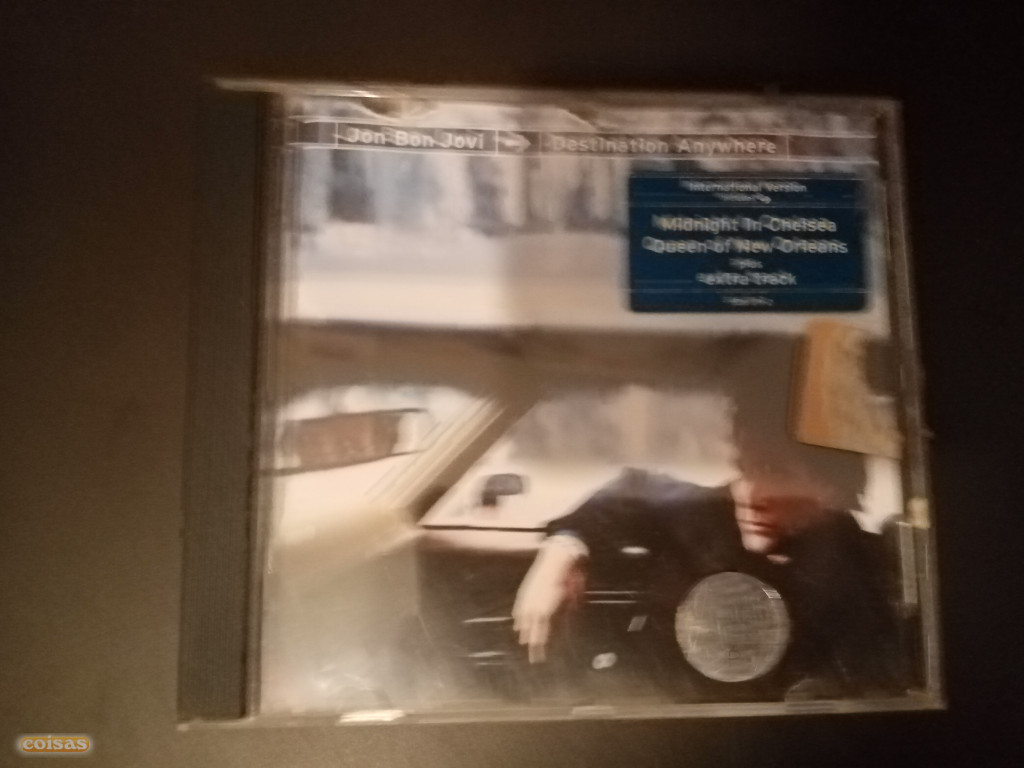 Jon Bon Jovi → Destination Anywhere
International Version
Midnight In Chelsea
Queen of New Orleans
extra track
coisas